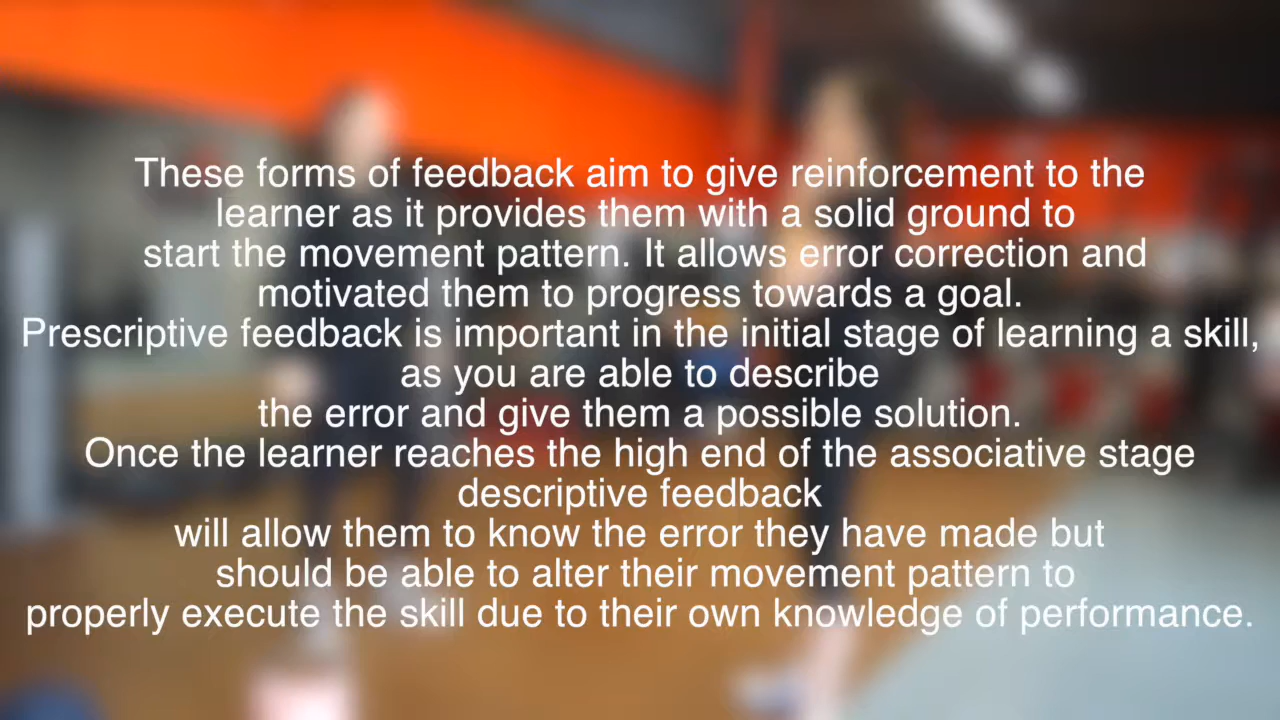 These forms of feedback aim to give reinforcement to the
learner as it provides them with a solid ground to
start the movement pattern. It allows error correction and
motivated them to progress towards a goal.
Prescriptive feedback is important in the initial stage of learning a skill,
as you are able to describe
the error and give them a possible solution.
Once the learner reaches the high end of the associative stage
descriptive feedback
will allow them to know the error they have made but
should be able to alter their movement pattern to
properly execute the skill due to their own knowledge of performance.